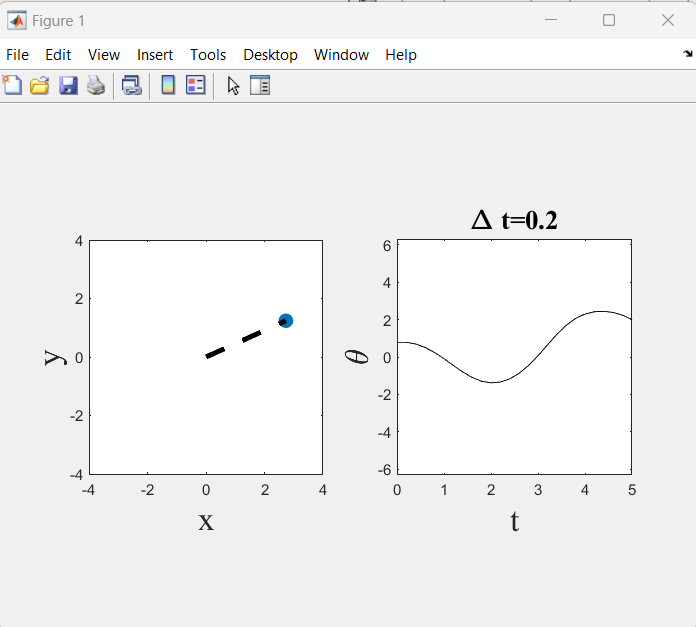 Figure 1
File Edit View Insert Tools Desktop Window Help
Δ t=0.2
4
2
0
-2
-4
y
-4 -2 0 2 4
x
6
4
2
0
-2
-4
-6
θ
0 1 2 3 4 5
t